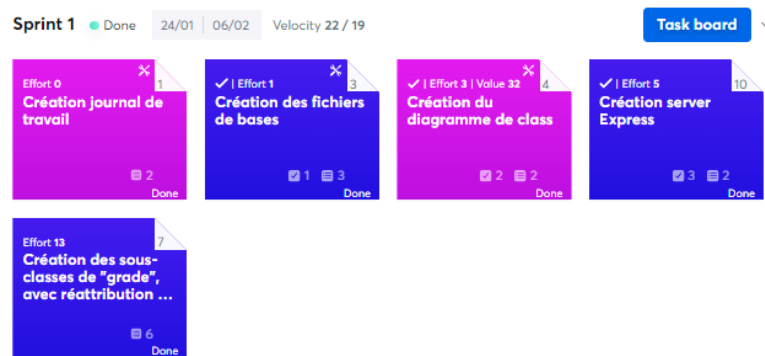 Sprint 1 Done 24/01 06/02 Velocity 22 / 19 Task board
Effort 0 1
Création journal de
travail
2
Done
| Effort 1 3
Création des fichiers
de bases
1 3
Done
| Effort 3 | Value 32 4
Création du
diagramme de class
2 2
Done
| Effort 5 10
Création server
Express
3 2
Done
Effort 13 7
Création des sous-
classes de "grade",
avec réattribution ...
6
Done